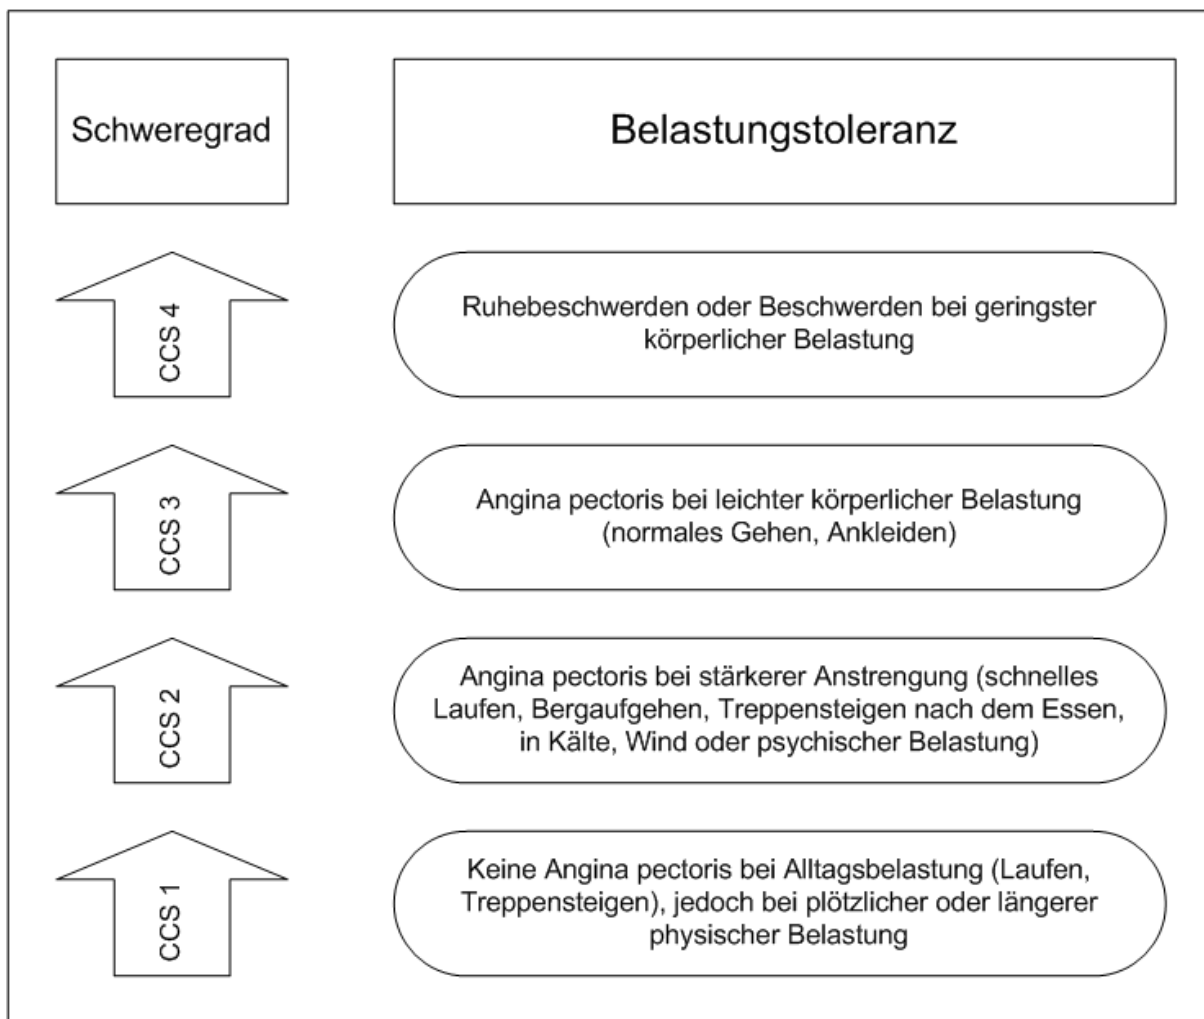 Schweregrad
Belastungstoleranz
CCS 4
Ruhebeschwerden oder Beschwerden bei geringster
körperlicher Belastung
CCS 3
Angina pectoris bei leichter körperlicher Belastung
(normales Gehen, Ankleiden)
CCS 2
Angina pectoris bei stärkerer Anstrengung (schnelles
Laufen, Bergaufgehen, Treppensteigen nach dem Essen,
in Kälte, Wind oder psychischer Belastung)
CCS 1
Keine Angina pectoris bei Alltagsbelastung (Laufen,
Treppensteigen), jedoch bei plötzlicher oder längerer
physischer Belastung